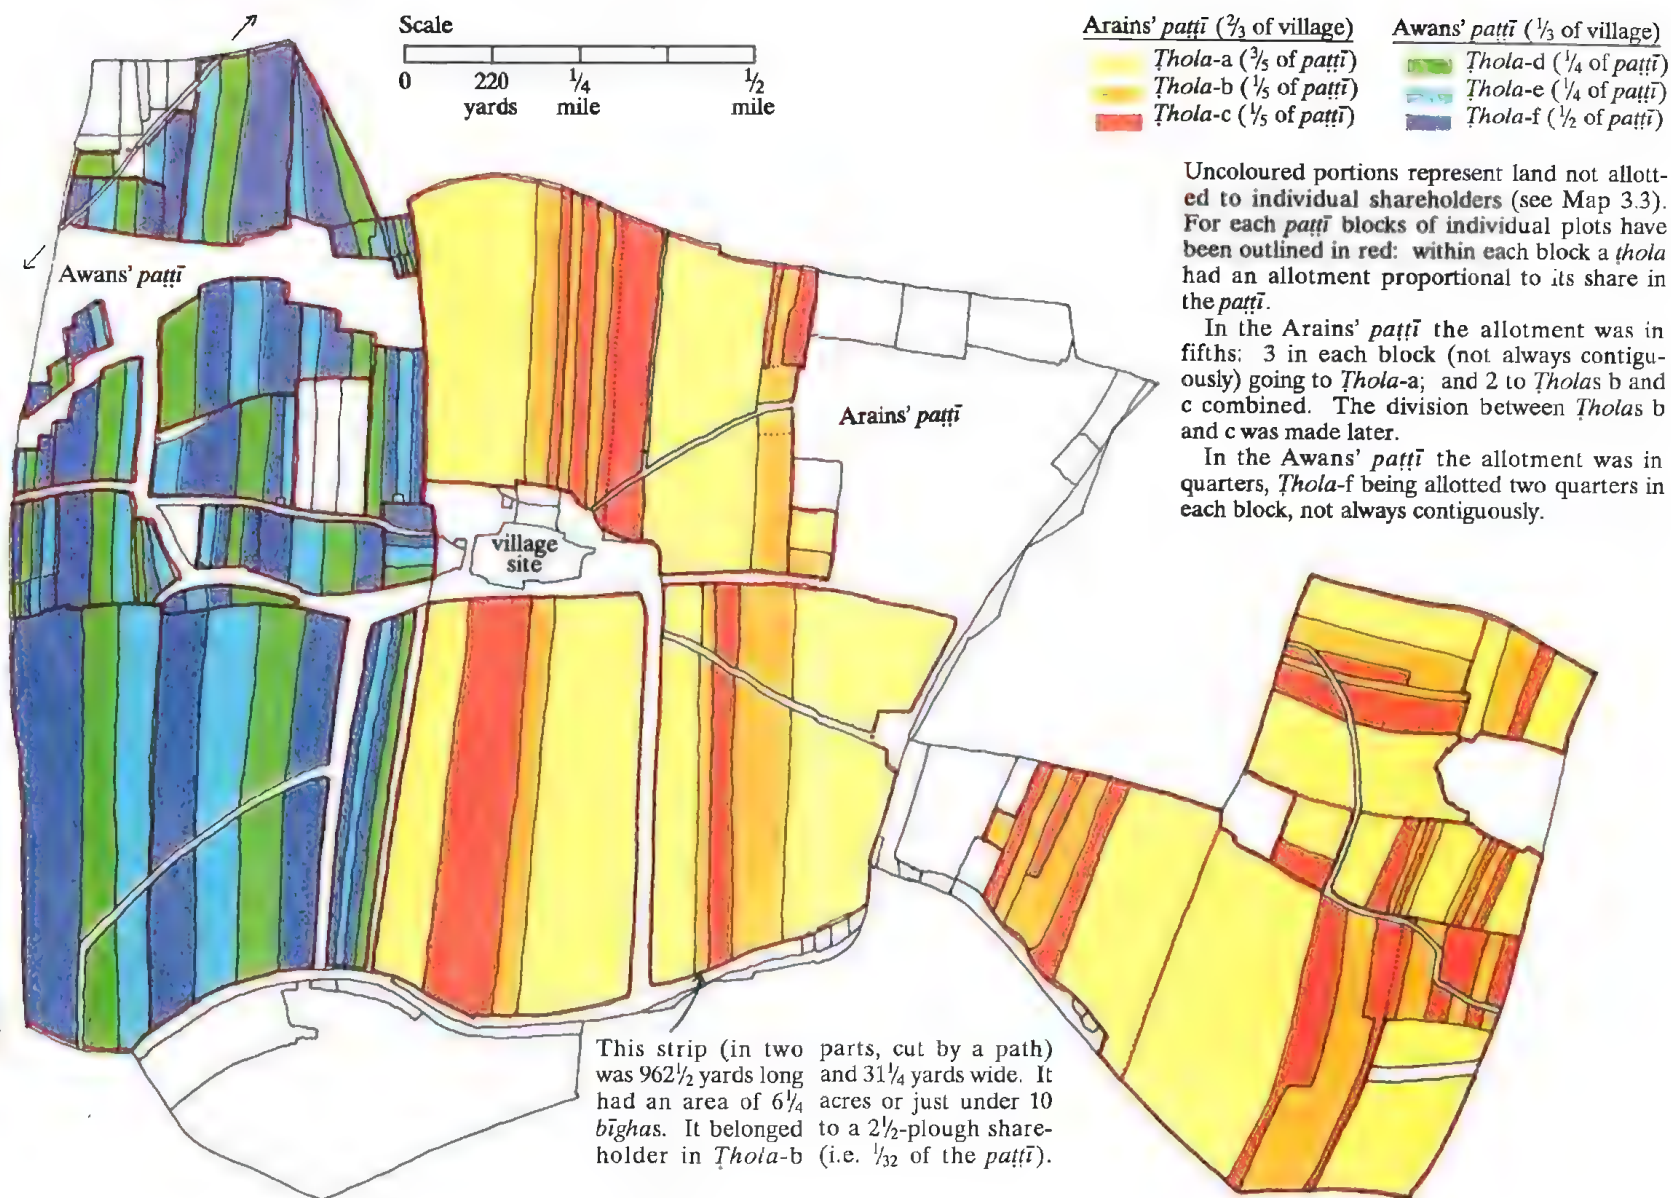 Scale
0 220 yards ¼ mile ½ mile
Arains' paṭṭī (⅔ of village)
Ṭhola-a (⅗ of paṭṭī)
Ṭhola-b (⅕ of paṭṭī)
Ṭhola-c (⅕ of paṭṭī)
Awans' paṭṭī (⅓ of village)
Ṭhola-d (¼ of paṭṭī)
Ṭhola-e (¼ of paṭṭī)
Ṭhola-f (½ of paṭṭī)
Uncoloured portions represent land not allott-
ed to individual shareholders (see Map 3.3).
For each paṭṭī blocks of individual plots have
been outlined in red: within each block a ṭhola
had an allotment proportional to its share in
the paṭṭī.
In the Arains' paṭṭī the allotment was in
fifths: 3 in each block (not always contigu-
ously) going to Ṭhola-a; and 2 to Ṭholas b and
c combined. The division between Ṭholas b
and c was made later.
In the Awans' paṭṭī the allotment was in
quarters, Ṭhola-f being allotted two quarters in
each block, not always contiguously.
Awans' paṭṭī
Arains' paṭṭī
village
site
This strip (in two parts, cut by a path)
was 962½ yards long and 31¼ yards wide. It
had an area of 6¼ acres or just under 10
bīghas. It belonged to a 2½-plough share-
holder in Ṭhola-b (i.e. 1/32 of the paṭṭī).